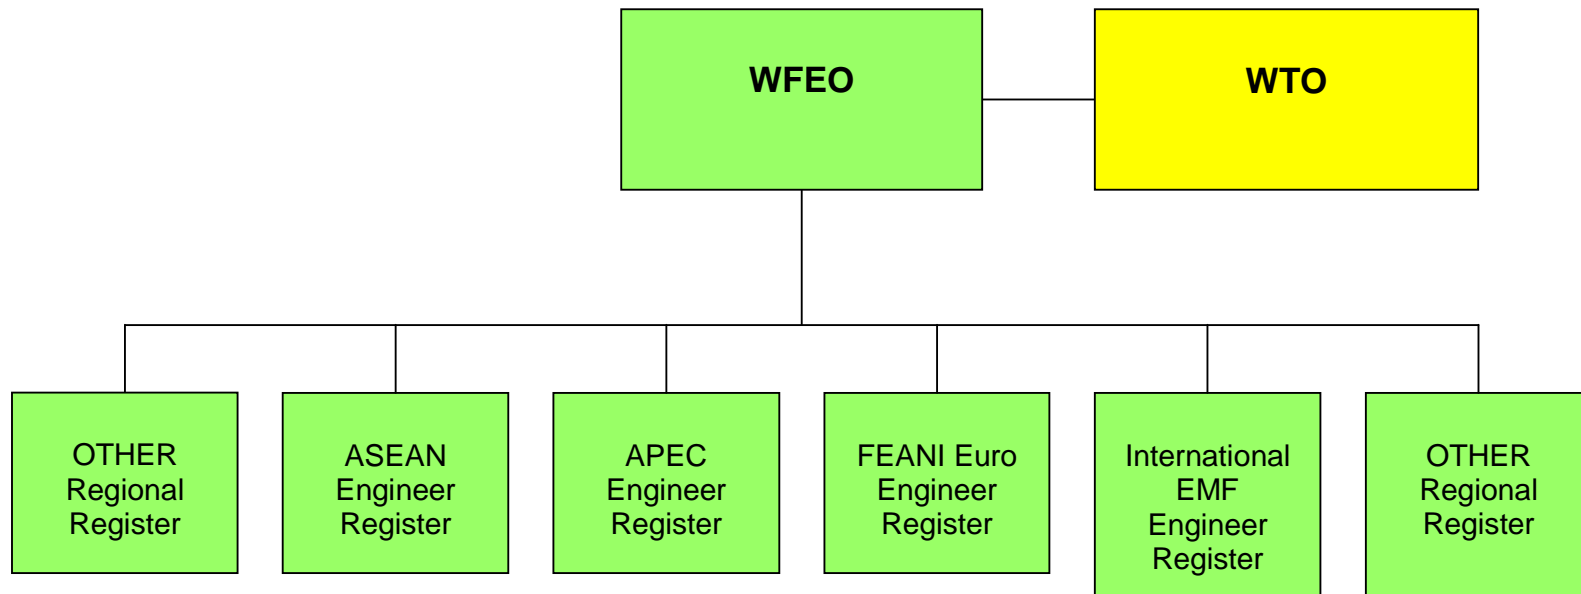 WFEO
WTO
OTHER
Regional
Register
ASEAN
Engineer
Register
APEC
Engineer
Register
FEANI Euro
Engineer
Register
International
EMF
Engineer
Register
OTHER
Regional
Register